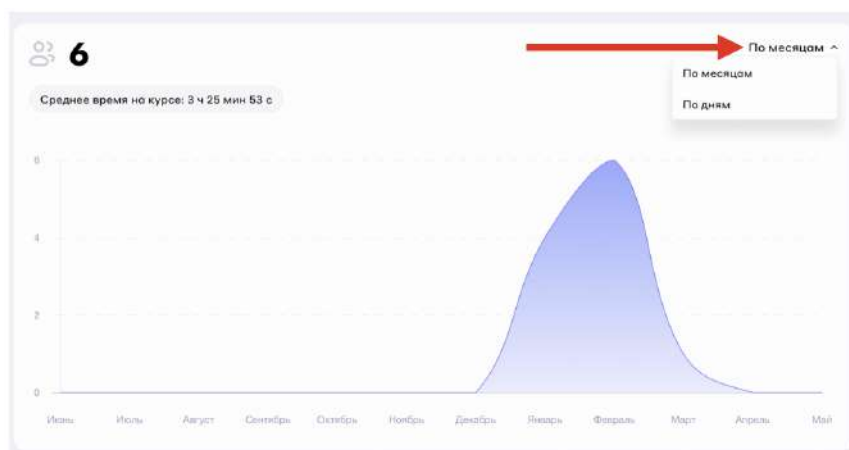 6
По месяцам
По месяцам
По дням
Среднее время на курсе: 3 ч 25 мин 53 с
6
4
2
0
Июнь Июль Август Сентябрь Октябрь Ноябрь Декабрь Январь Февраль Март Апрель Май